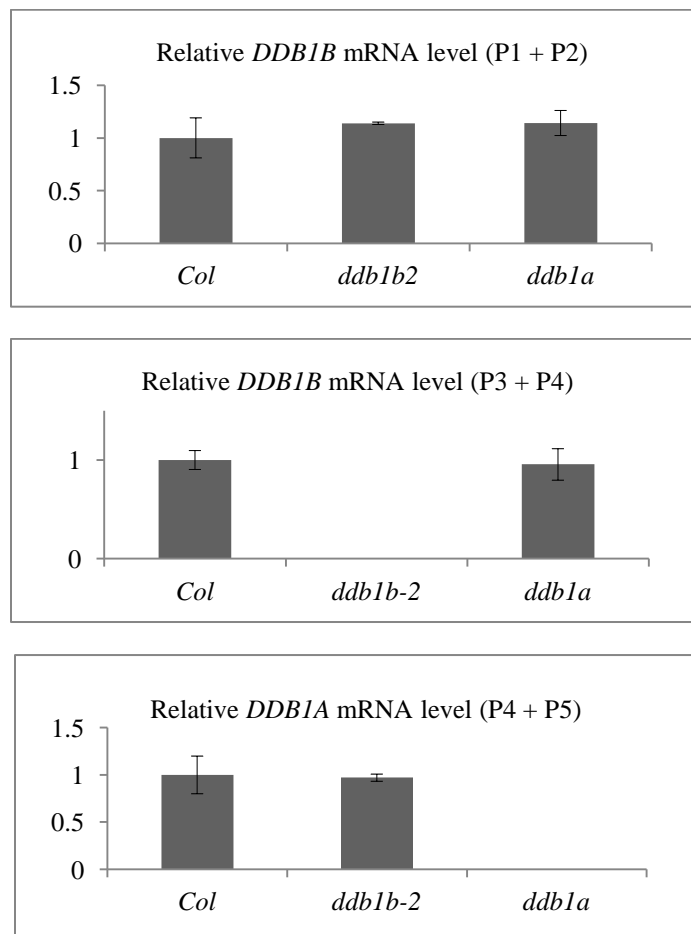 Relative DDB1B mRNA level (P1 + P2)
1.5
1
0.5
0
Col ddb1b2 ddb1a
Relative DDB1B mRNA level (P3 + P4)
1
0
Col ddb1b-2 ddb1a
Relative DDB1A mRNA level (P4 + P5)
1.5
1
0.5
0
Col ddb1b-2 ddb1a